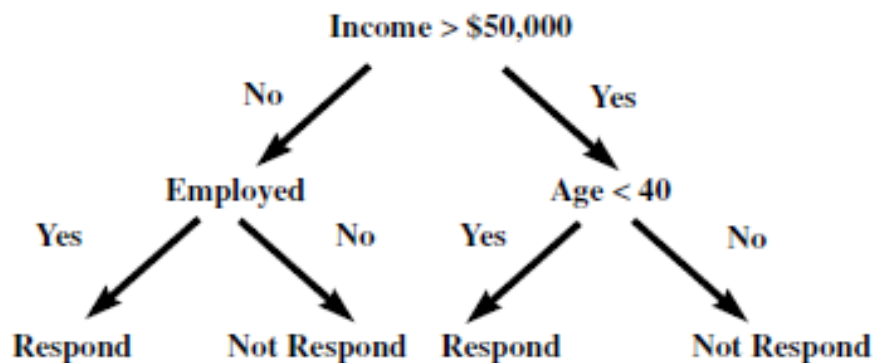 Income > $50,000
No
Yes
Employed
Age < 40
Yes
No
Yes
No
Respond
Not Respond
Respond
Not Respond